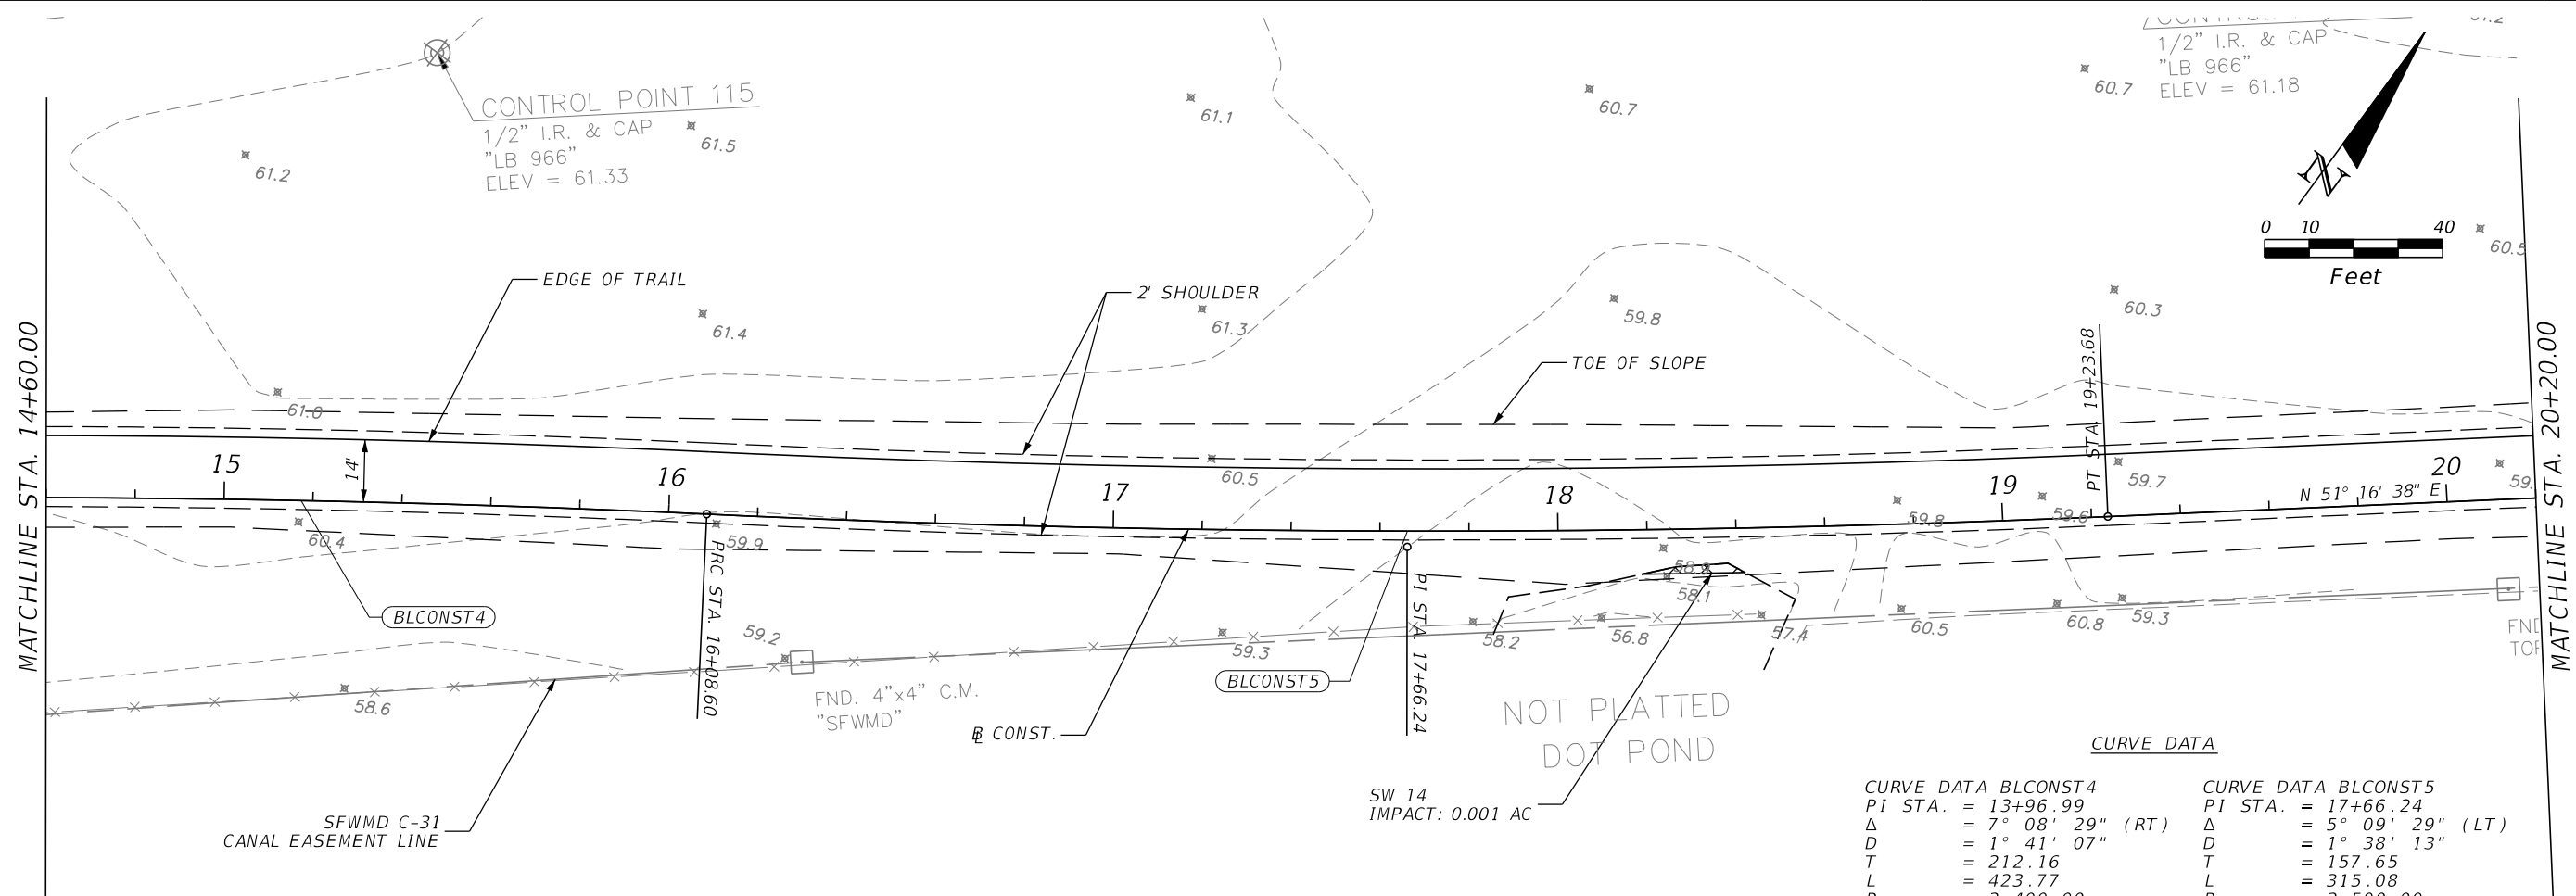 CONTROL POINT 115
1/2" I.R. & CAP
"LB 966"
ELEV = 61.33
61.2
61.5
61.1
60.7
60.7
1/2" I.R. & CAP
"LB 966"
ELEV = 61.18
N
0 10 40
Feet
60.5
EDGE OF TRAIL
2' SHOULDER
TOE OF SLOPE
61.4
61.3
59.8
60.3
61.0
MATCHLINE STA. 14+60.00
MATCHLINE STA. 20+20.00
PT STA. 19+23.68
14'
15
16
17
18
19
20
60.5
59.7
N 51° 16' 38" E
60.4
59.9
59.8
59.6
58.1
PRC STA. 16+08.60
PI STA. 17+66.24
BLCONST4
59.2
59.3
58.2
56.8
57.4
60.5
60.8
59.3
BLCONST5
58.6
FND. 4"x4" C.M.
"SFWMD"
NOT PLATTED
DOT POND
BL CONST.
SFWMD C-31
CANAL EASEMENT LINE
SW 14
IMPACT: 0.001 AC
CURVE DATA
CURVE DATA BLCONST4
PI STA. = 13+96.99
Δ = 7° 08' 29" (RT)
D = 1° 41' 07"
T = 212.16
L = 423.77
CURVE DATA BLCONST5
PI STA. = 17+66.24
Δ = 5° 09' 29" (LT)
D = 1° 38' 13"
T = 157.65
L = 315.08